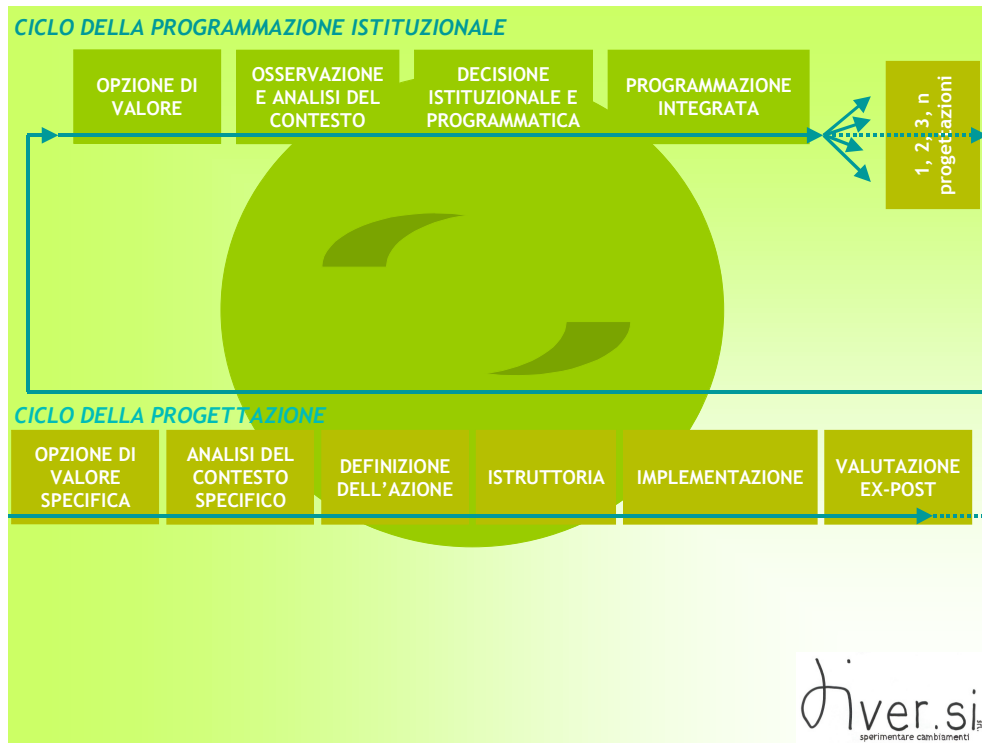 CICLO DELLA PROGRAMMAZIONE ISTITUZIONALE
OPZIONE DI
VALORE
OSSERVAZIONE
E ANALISI DEL
CONTESTO
DECISIONE
ISTITUZIONALE E
PROGRAMMATICA
PROGRAMMAZIONE
INTEGRATA
1, 2, 3, n
progettazioni
CICLO DELLA PROGETTAZIONE
OPZIONE DI
VALORE
SPECIFICA
ANALISI DEL
CONTESTO
SPECIFICO
DEFINIZIONE
DELL’AZIONE
ISTRUTTORIA
IMPLEMENTAZIONE
VALUTAZIONE
EX-POST
diver.si
sperimentare cambiamenti